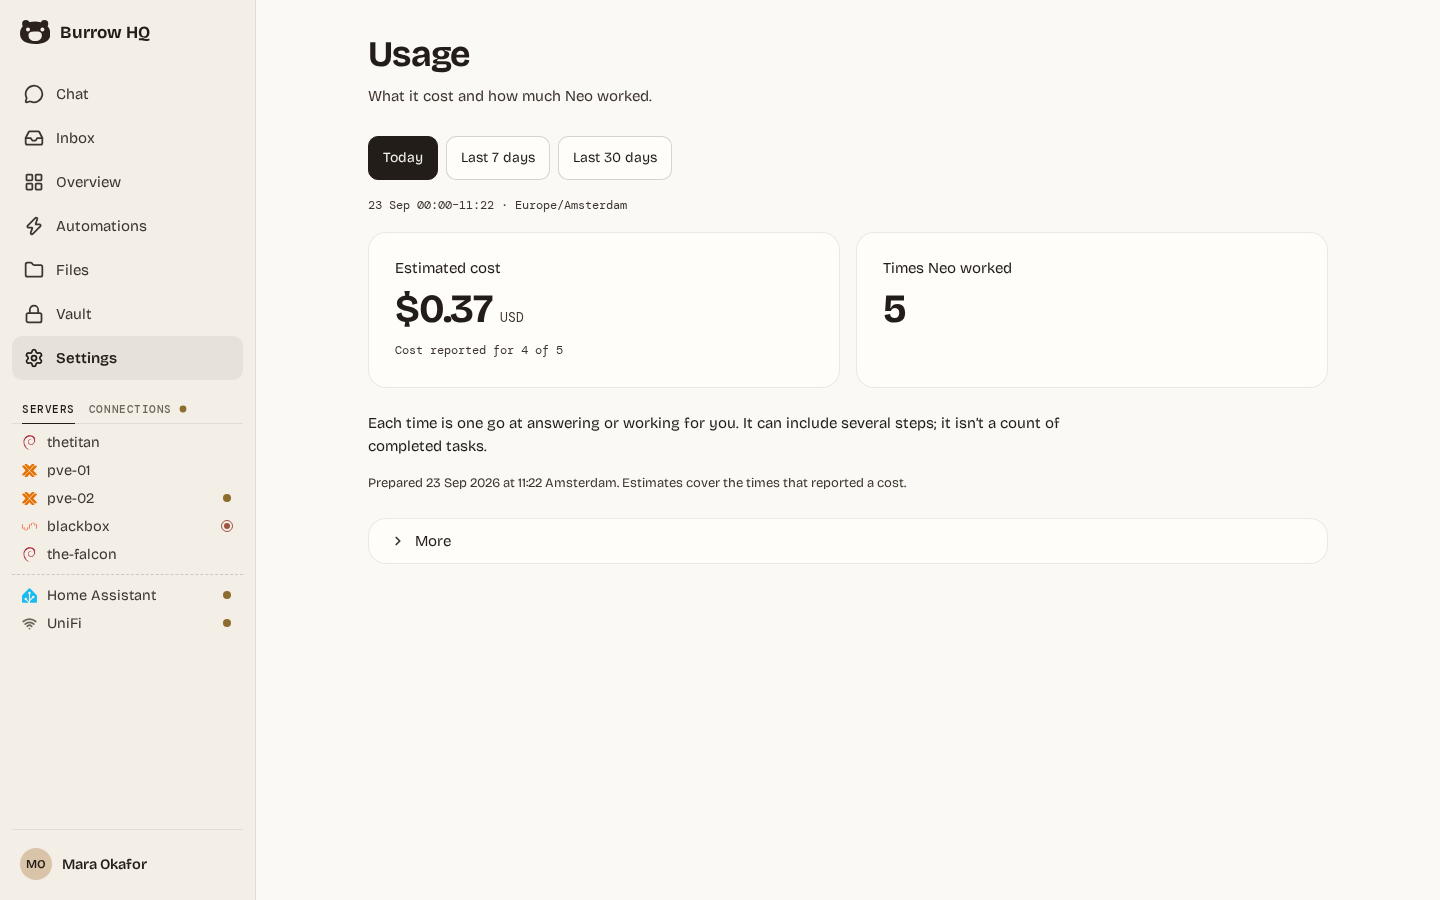 Burrow HQ
Chat
Inbox
Overview
Automations
Files
Vault
Settings
SERVERS CONNECTIONS
thetitan
pve-01
pve-02
blackbox
the-falcon
Home Assistant
UniFi
MO Mara Okafor
Usage
What it cost and how much Neo worked.
Today Last 7 days Last 30 days
23 Sep 00:00–11:22 · Europe/Amsterdam
Estimated cost
$0.37 USD
Cost reported for 4 of 5
Times Neo worked
5
Each time is one go at answering or working for you. It can include several steps; it isn't a count of
completed tasks.
Prepared 23 Sep 2026 at 11:22 Amsterdam. Estimates cover the times that reported a cost.
More